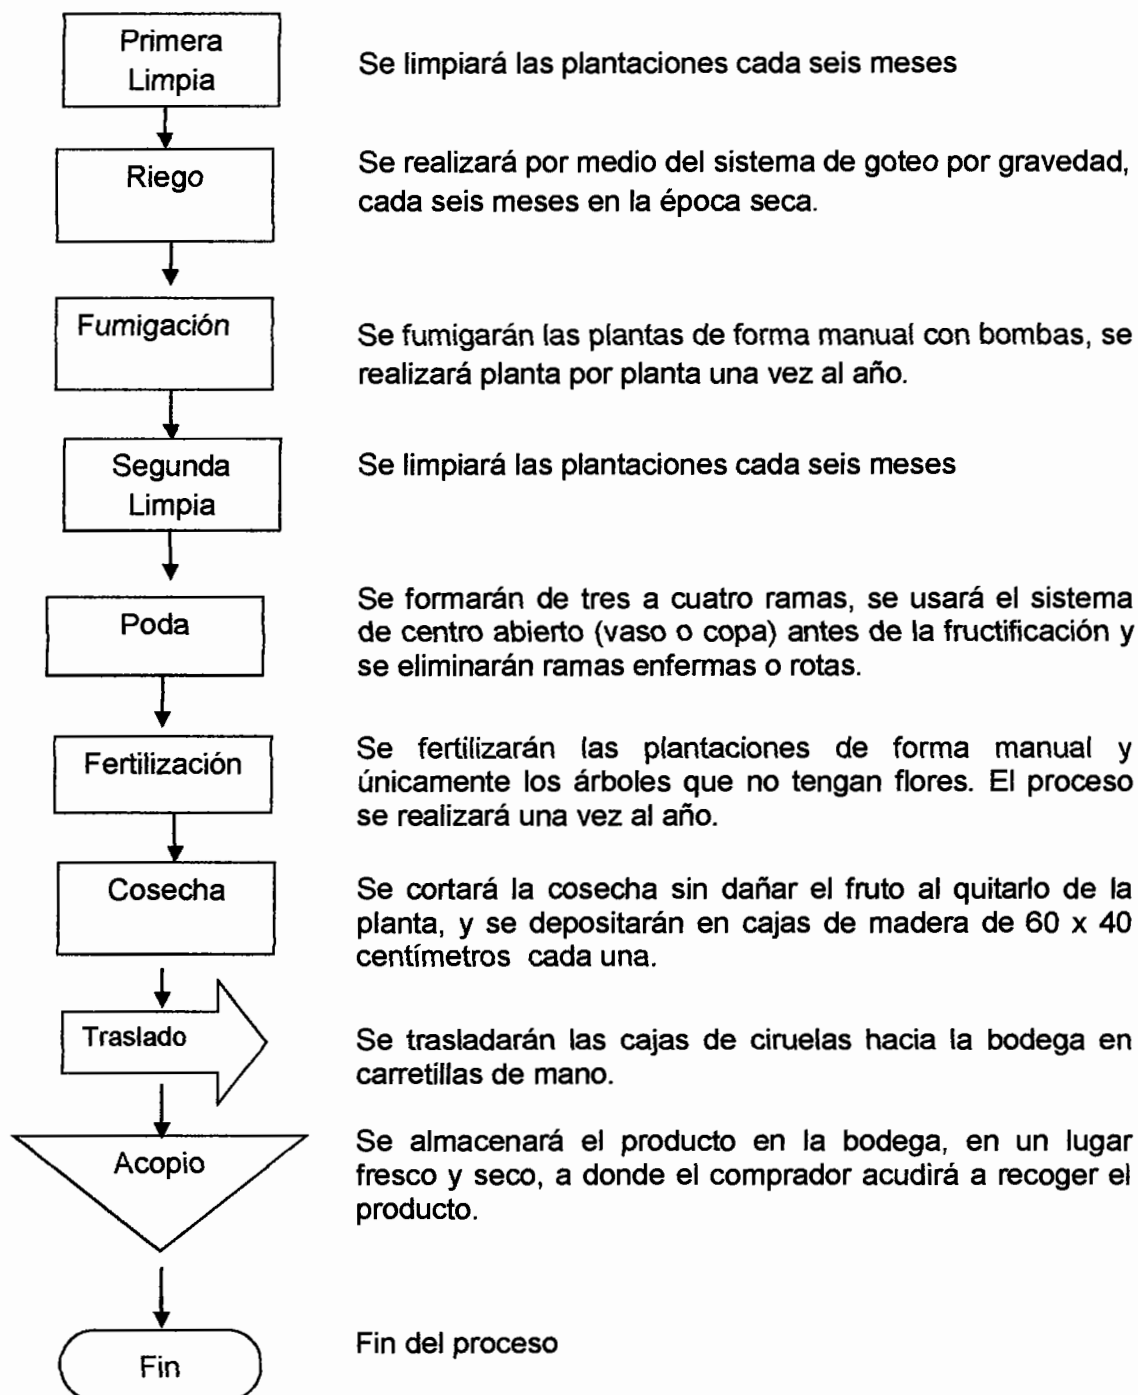 Primera
Limpia
Se limpiará las plantaciones cada seis meses
Riego
Se realizará por medio del sistema de goteo por gravedad,
cada seis meses en la época seca.
Fumigación
Se fumigarán las plantas de forma manual con bombas, se
realizará planta por planta una vez al año.
Segunda
Limpia
Se limpiará las plantaciones cada seis meses
Poda
Se formarán de tres a cuatro ramas, se usará el sistema
de centro abierto (vaso o copa) antes de la fructificación y
se eliminarán ramas enfermas o rotas.
Fertilización
Se fertilizarán las plantaciones de forma manual y
únicamente los árboles que no tengan flores. El proceso
se realizará una vez al año.
Cosecha
Se cortará la cosecha sin dañar el fruto al quitarlo de la
planta, y se depositarán en cajas de madera de 60 x 40
centímetros cada una.
Traslado
Se trasladarán las cajas de ciruelas hacia la bodega en
carretillas de mano.
Acopio
Se almacenará el producto en la bodega, en un lugar
fresco y seco, a donde el comprador acudirá a recoger el
producto.
Fin
Fin del proceso